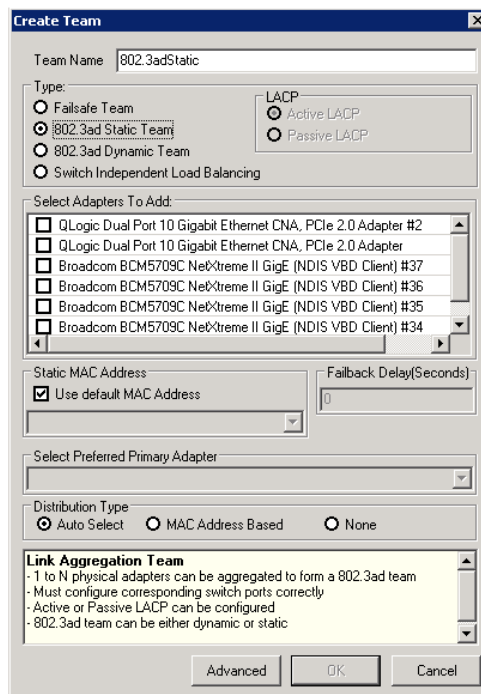 Create Team
Team Name 802.3adStatic
Type:
Failsafe Team
802.3ad Static Team
802.3ad Dynamic Team
Switch Independent Load Balancing
LACP
Active LACP
Passive LACP
Select Adapters To Add:
QLogic Dual Port 10 Gigabit Ethernet CNA, PCIe 2.0 Adapter #2
QLogic Dual Port 10 Gigabit Ethernet CNA, PCIe 2.0 Adapter
Broadcom BCM5709C NetXtreme II GigE (NDIS VBD Client) #37
Broadcom BCM5709C NetXtreme II GigE (NDIS VBD Client) #36
Broadcom BCM5709C NetXtreme II GigE (NDIS VBD Client) #35
Broadcom BCM5709C NetXtreme II GigE (NDIS VBD Client) #34
Static MAC Address
Use default MAC Address
Failback Delay(Seconds)
0
Select Preferred Primary Adapter
Distribution Type
Auto Select MAC Address Based None
Link Aggregation Team
- 1 to N physical adapters can be aggregated to form a 802.3ad team
- Must configure corresponding switch ports correctly
- Active or Passive LACP can be configured
- 802.3ad team can be either dynamic or static
Advanced OK Cancel